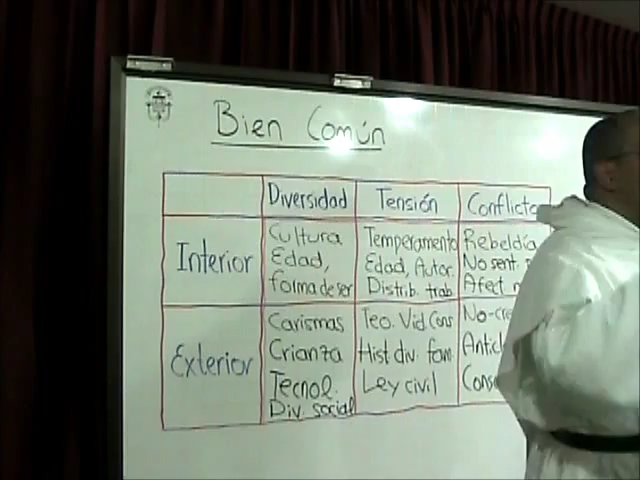 Bien Común
Diversidad Tensión Conflicto
Interior
Cultura
Edad,
forma de ser
Temperamento
Edad, Autor.
Distrib. trab.
Rebeldía
No sent.
Afect
Exterior
Carismas
Crianza
Tecnol.
Div. social
Teo. Vid Cons
Hist div. fam
Ley civil
No-cre
Anticl
Cons